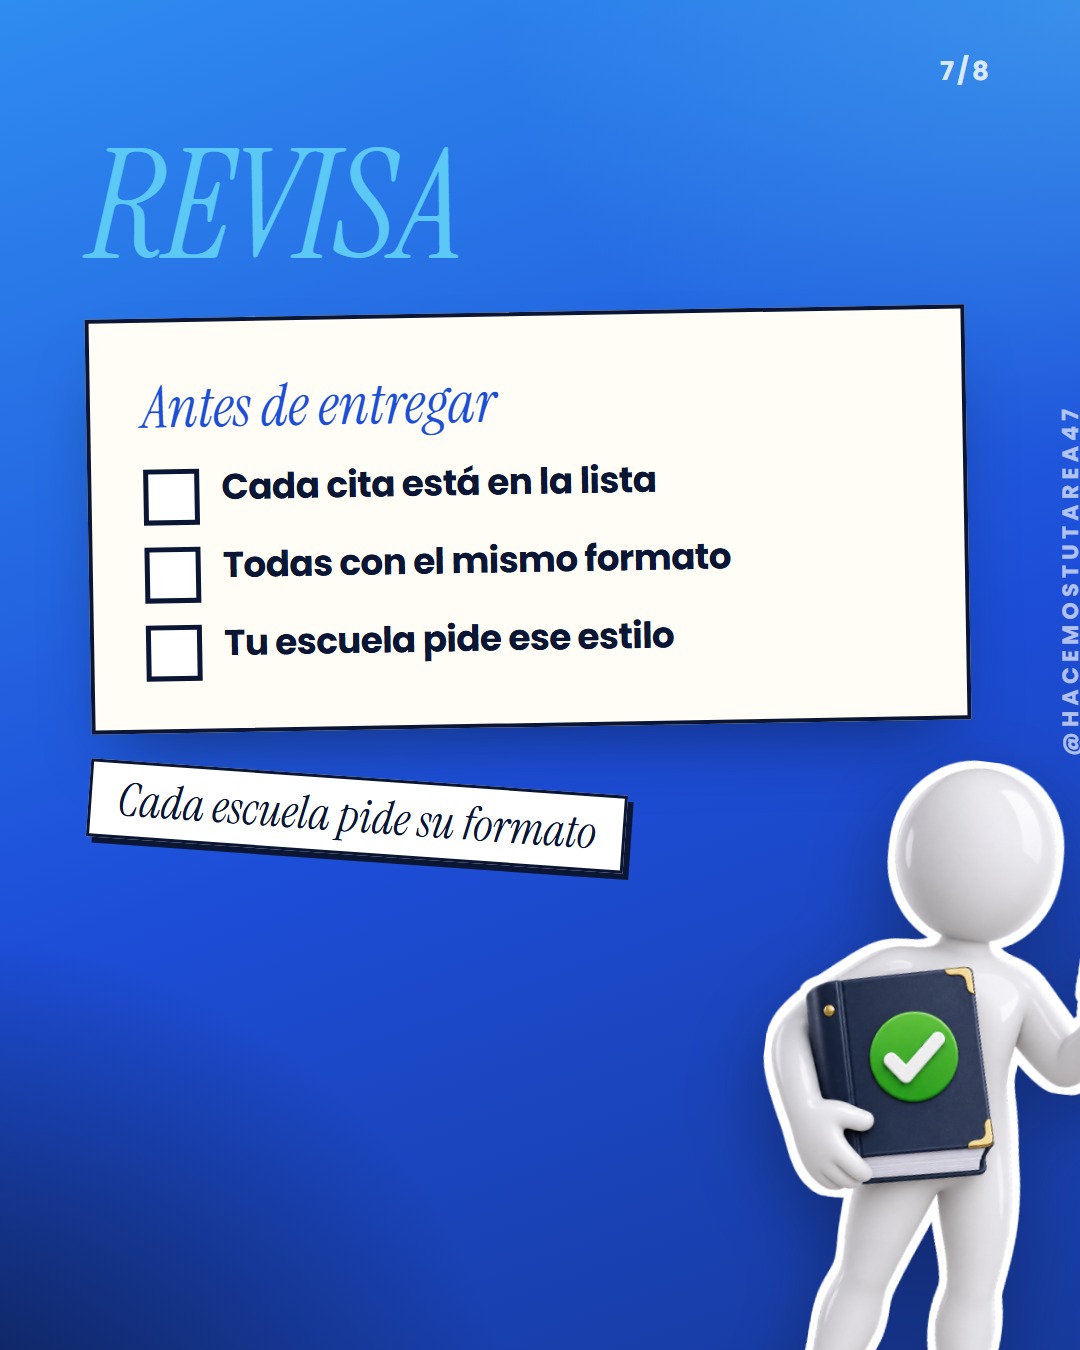 7/8
REVISA
Antes de entregar
Cada cita está en la lista
Todas con el mismo formato
Tu escuela pide ese estilo
Cada escuela pide su formato
@HACEMOSTUTAREA47